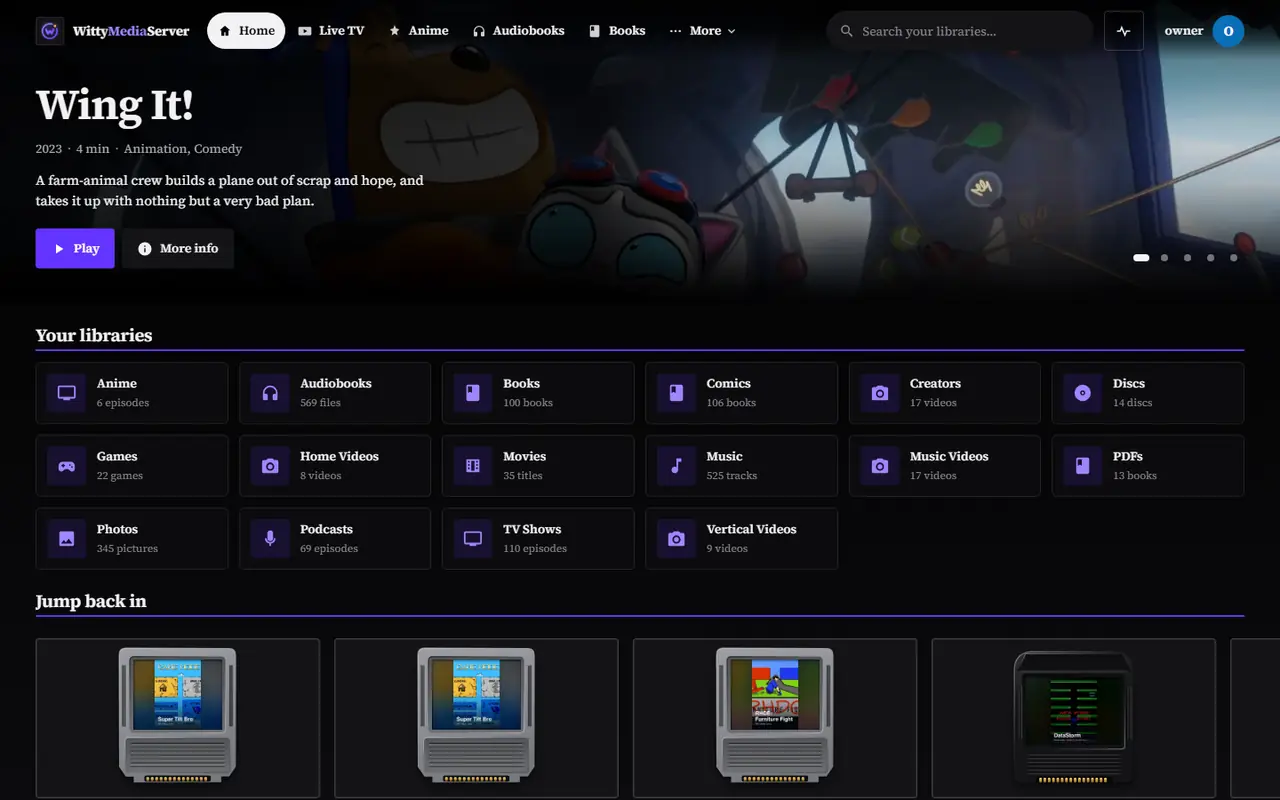 WittyMediaServer
Home
Live TV
Anime
Audiobooks
Books
More
Search your libraries...
owner
O
Wing It!
2023 · 4 min · Animation, Comedy
A farm-animal crew builds a plane out of scrap and hope, and
takes it up with nothing but a very bad plan.
Play
More info
Your libraries
Anime
6 episodes
Audiobooks
569 files
Books
100 books
Comics
106 books
Creators
17 videos
Discs
14 discs
Games
22 games
Home Videos
8 videos
Movies
35 titles
Music
525 tracks
Music Videos
17 videos
PDFs
13 books
Photos
345 pictures
Podcasts
69 episodes
TV Shows
110 episodes
Vertical Videos
9 videos
Jump back in
Super Tilt Bro
Super Tilt Bro
Furniture Fight
DataStorm